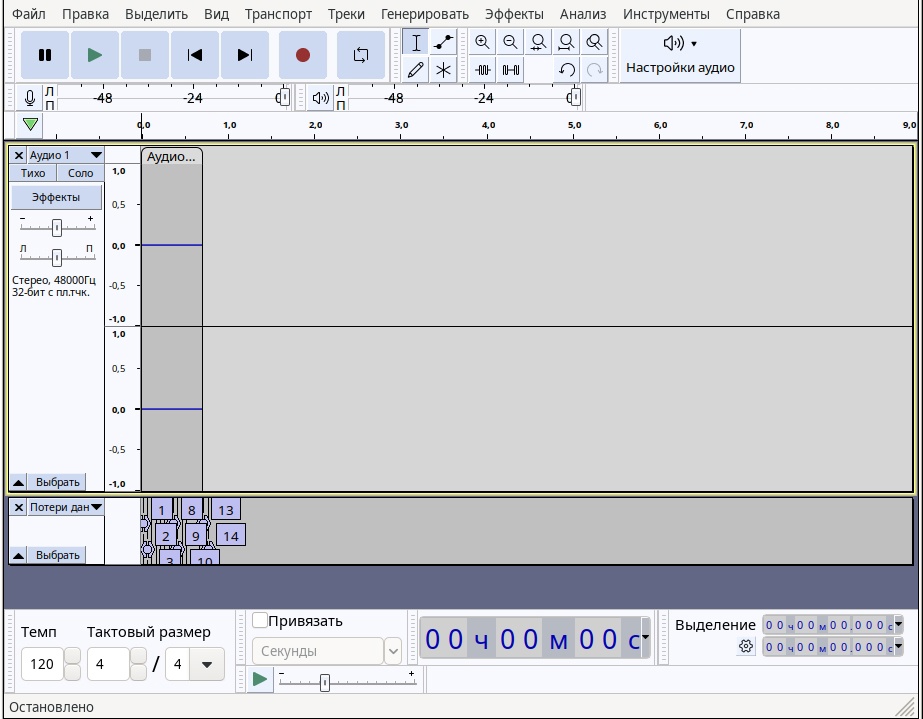 Файл Правка Выделить Вид Транспорт Треки Генерировать Эффекты Анализ Инструменты Справка
Настройки аудио
Л П -48 -24 0 Л П -48 -24 0
0,0 1,0 2,0 3,0 4,0 5,0 6,0 7,0 8,0 9,0
Аудио 1
Аудио...
Тихо Соло
Эффекты
- +
Л П
Стерео, 48000Гц
32-бит с пл.тчк.
1,0
0,5
0,0
-0,5
-1,0
1,0
0,5
0,0
-0,5
-1,0
Выбрать
Потери дан
1 8 13
2 9 14
3 10
Выбрать
Темп Тактовый размер
120 4 / 4
Привязать
Секунды
00 ч 00 м 00 с
- +
Выделение
00 ч 00 м 00.000 с
00 ч 00 м 00.000 с
Остановлено